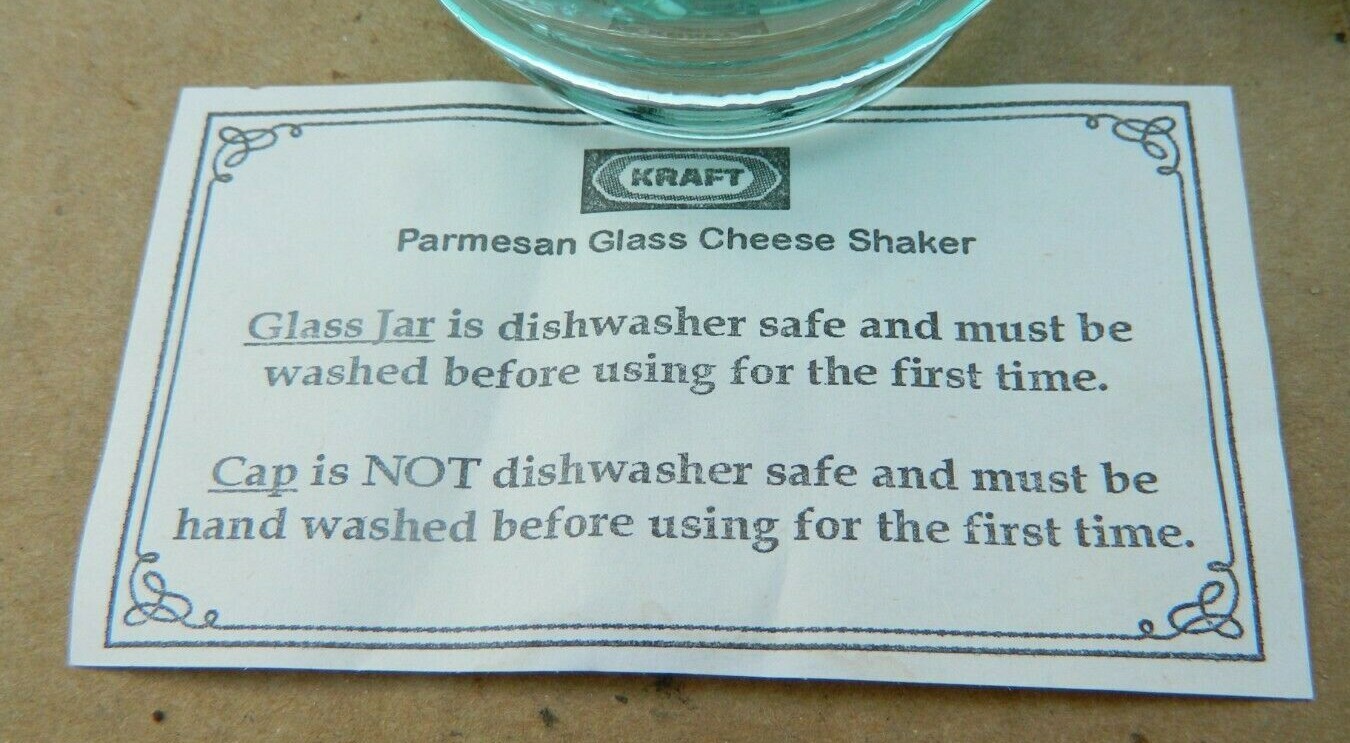 KRAFT
Parmesan Glass Cheese Shaker
Glass Jar is dishwasher safe and must be
washed before using for the first time.
Cap is NOT dishwasher safe and must be
hand washed before using for the first time.